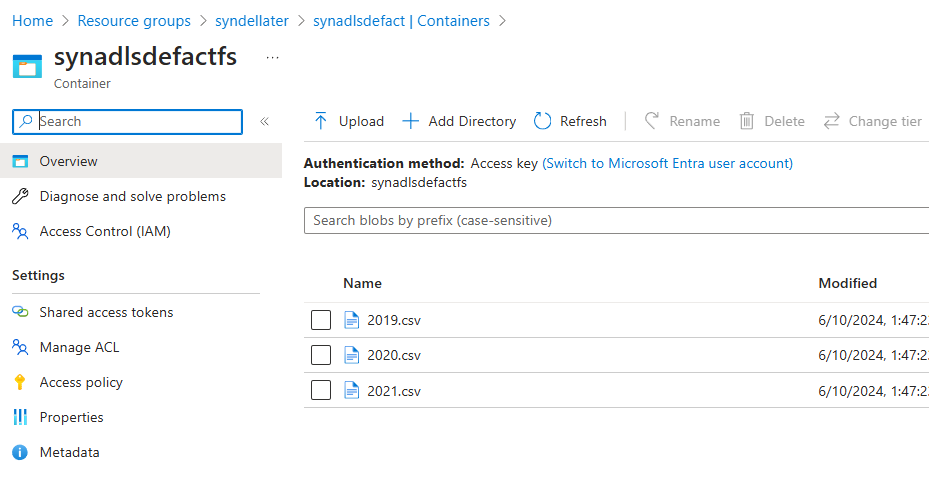 Home > Resource groups > syndellater > synadlsdefact | Containers >
synadlsdefactfs ...
Container
Search «
Overview
Diagnose and solve problems
Access Control (IAM)
Settings
Shared access tokens
Manage ACL
Access policy
Properties
Metadata
Upload Add Directory Refresh Rename Delete Change tier
Authentication method: Access key (Switch to Microsoft Entra user account)
Location: synadlsdefactfs
Search blobs by prefix (case-sensitive)
Name Modified
2019.csv 6/10/2024, 1:47:2
2020.csv 6/10/2024, 1:47:2
2021.csv 6/10/2024, 1:47:2